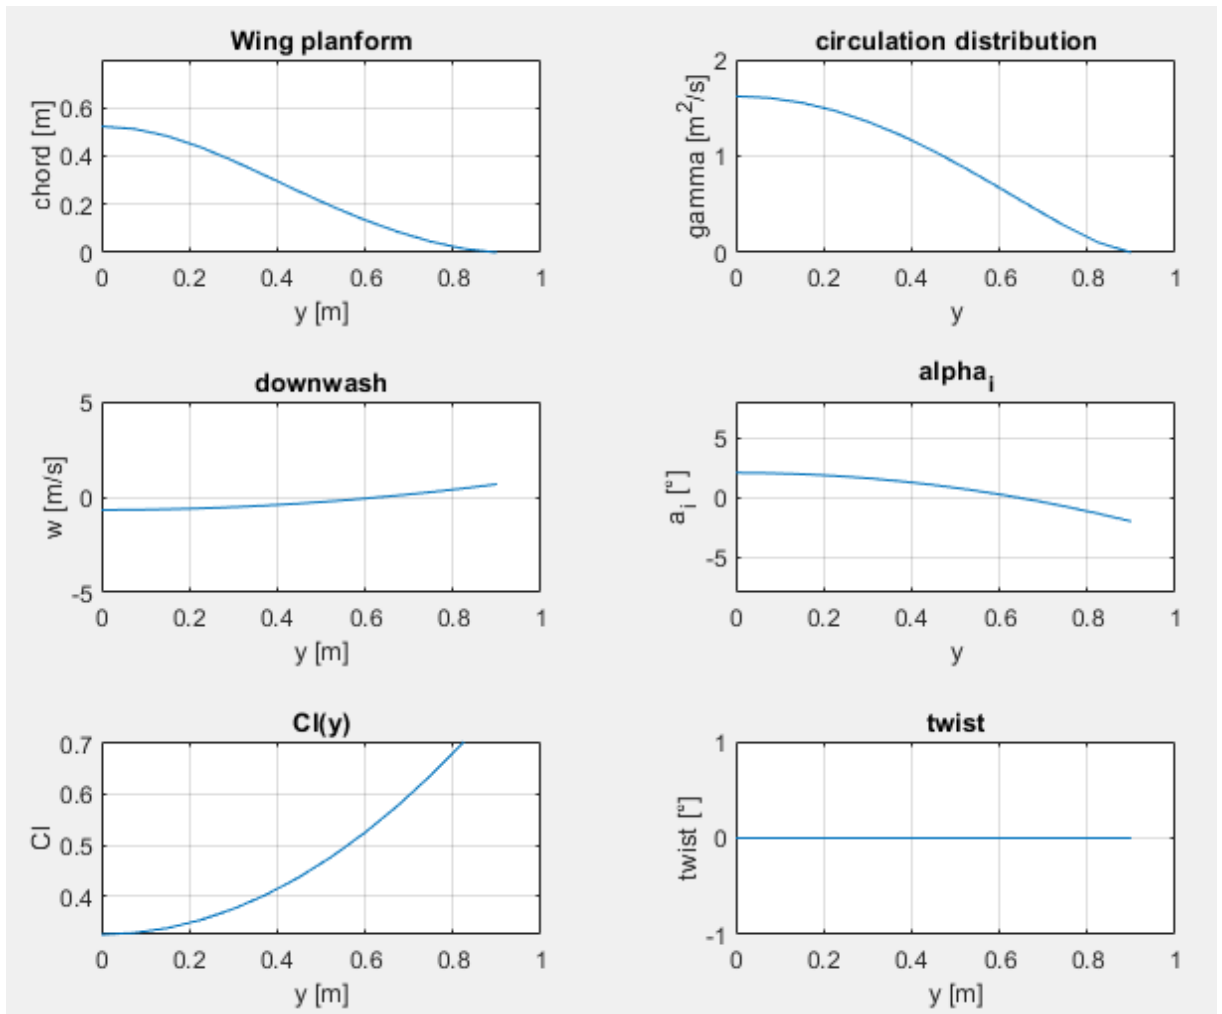 Wing planform
chord [m]
0.6
0.4
0.2
0
0 0.2 0.4 0.6 0.8 1
y [m]
circulation distribution
gamma [m²/s]
2
1
0
0 0.2 0.4 0.6 0.8 1
y
downwash
w [m/s]
5
0
-5
0 0.2 0.4 0.6 0.8 1
y [m]
alpha_i
a_i [°]
5
0
-5
0 0.2 0.4 0.6 0.8 1
y
Cl(y)
Cl
0.7
0.6
0.5
0.4
0 0.2 0.4 0.6 0.8 1
y [m]
twist
twist [°]
1
0
-1
0 0.2 0.4 0.6 0.8 1
y [m]